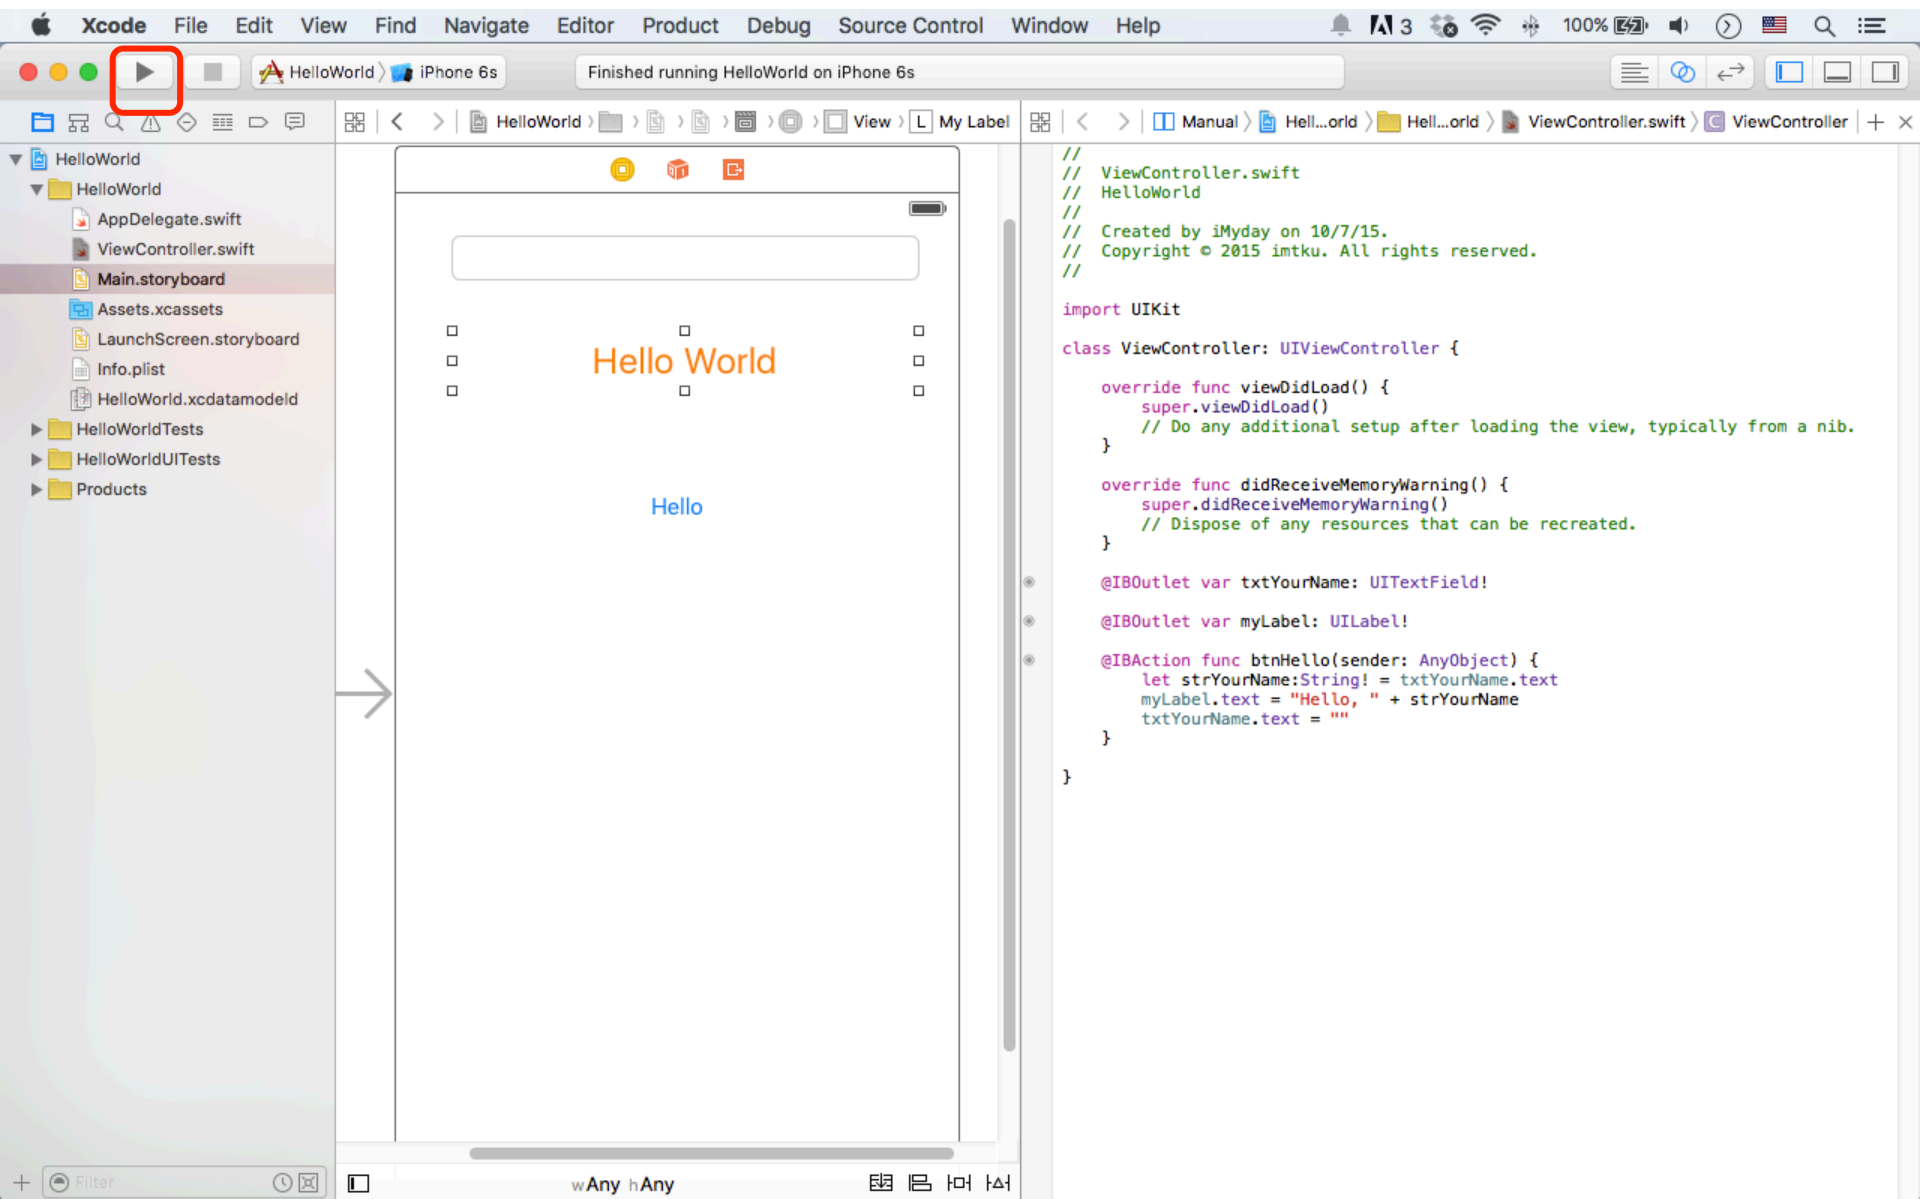 Xcode File Edit View Find Navigate Editor Product Debug Source Control Window Help 3 100%
HelloWorld iPhone 6s Finished running HelloWorld on iPhone 6s
HelloWorld View L My Label Manual Hell...orld Hell...orld ViewController.swift C ViewController
HelloWorld
HelloWorld
AppDelegate.swift
ViewController.swift
Main.storyboard
Assets.xcassets
LaunchScreen.storyboard
Info.plist
HelloWorld.xcdatamodeld
HelloWorldTests
HelloWorldUITests
Products
Filter
Hello World
Hello
wAny hAny
//
// ViewController.swift
// HelloWorld
//
// Created by iMyday on 10/7/15.
// Copyright © 2015 imtku. All rights reserved.
//
import UIKit
class ViewController: UIViewController {
override func viewDidLoad() {
super.viewDidLoad()
// Do any additional setup after loading the view, typically from a nib.
}
override func didReceiveMemoryWarning() {
super.didReceiveMemoryWarning()
// Dispose of any resources that can be recreated.
}
@IBOutlet var txtYourName: UITextField!
@IBOutlet var myLabel: UILabel!
@IBAction func btnHello(sender: AnyObject) {
let strYourName:String! = txtYourName.text
myLabel.text = "Hello, " + strYourName
txtYourName.text = ""
}
}